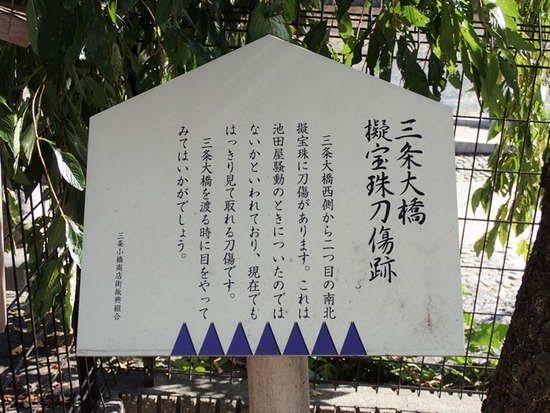 三条大橋
擬宝珠刀傷跡
三条大橋西側から二つ目の南北
擬宝珠に刀傷があります。これは
池田屋騒動のときについたのでは
ないかといわれており、現在でも
はっきり見て取れる刀傷です。
三条大橋を渡る時に目をやって
みてはいかがでしょう。
三条小橋商店街振興組合